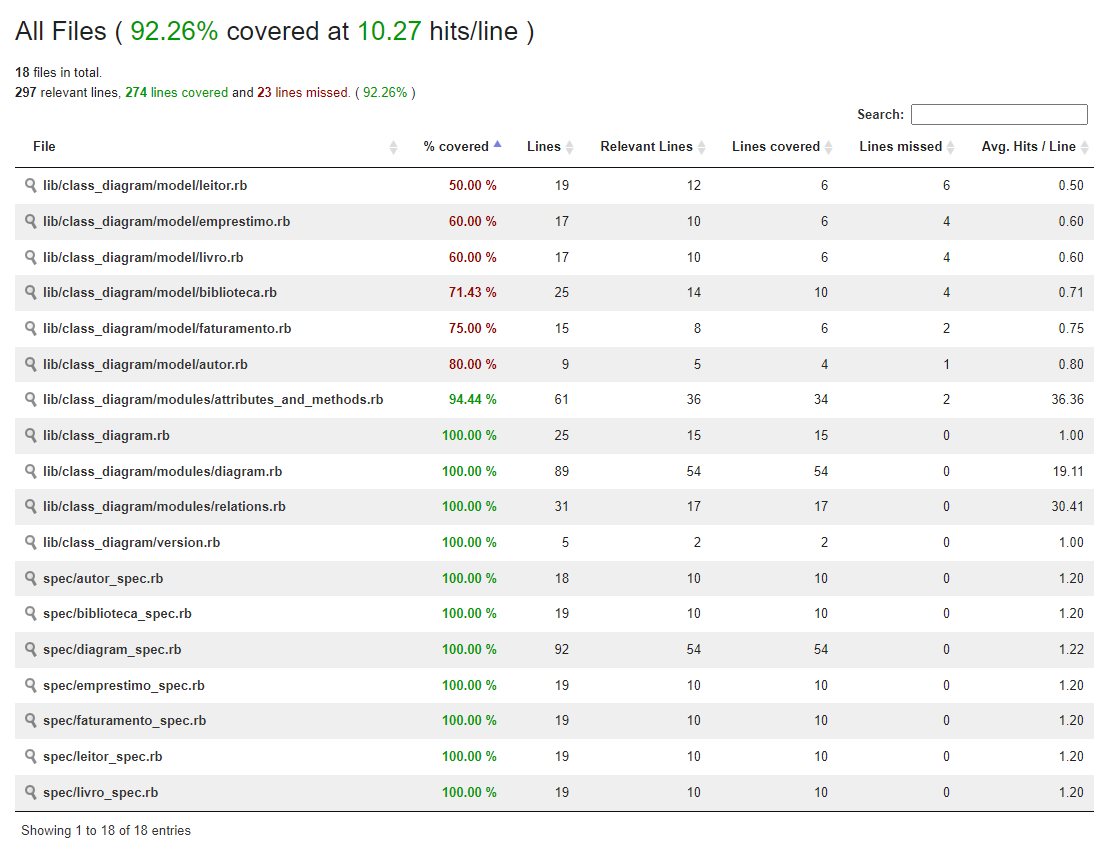 All Files ( 92.26% covered at 10.27 hits/line )
18 files in total.
297 relevant lines, 274 lines covered and 23 lines missed. ( 92.26% )
Search:
File % covered Lines Relevant Lines Lines covered Lines missed Avg. Hits / Line
lib/class_diagram/model/leitor.rb 50.00 % 19 12 6 6 0.50
lib/class_diagram/model/emprestimo.rb 60.00 % 17 10 6 4 0.60
lib/class_diagram/model/livro.rb 60.00 % 17 10 6 4 0.60
lib/class_diagram/model/biblioteca.rb 71.43 % 25 14 10 4 0.71
lib/class_diagram/model/faturamento.rb 75.00 % 15 8 6 2 0.75
lib/class_diagram/model/autor.rb 80.00 % 9 5 4 1 0.80
lib/class_diagram/modules/attributes_and_methods.rb 94.44 % 61 36 34 2 36.36
lib/class_diagram.rb 100.00 % 25 15 15 0 1.00
lib/class_diagram/modules/diagram.rb 100.00 % 89 54 54 0 19.11
lib/class_diagram/modules/relations.rb 100.00 % 31 17 17 0 30.41
lib/class_diagram/version.rb 100.00 % 5 2 2 0 1.00
spec/autor_spec.rb 100.00 % 18 10 10 0 1.20
spec/biblioteca_spec.rb 100.00 % 19 10 10 0 1.20
spec/diagram_spec.rb 100.00 % 92 54 54 0 1.22
spec/emprestimo_spec.rb 100.00 % 19 10 10 0 1.20
spec/faturamento_spec.rb 100.00 % 19 10 10 0 1.20
spec/leitor_spec.rb 100.00 % 19 10 10 0 1.20
spec/livro_spec.rb 100.00 % 19 10 10 0 1.20
Showing 1 to 18 of 18 entries